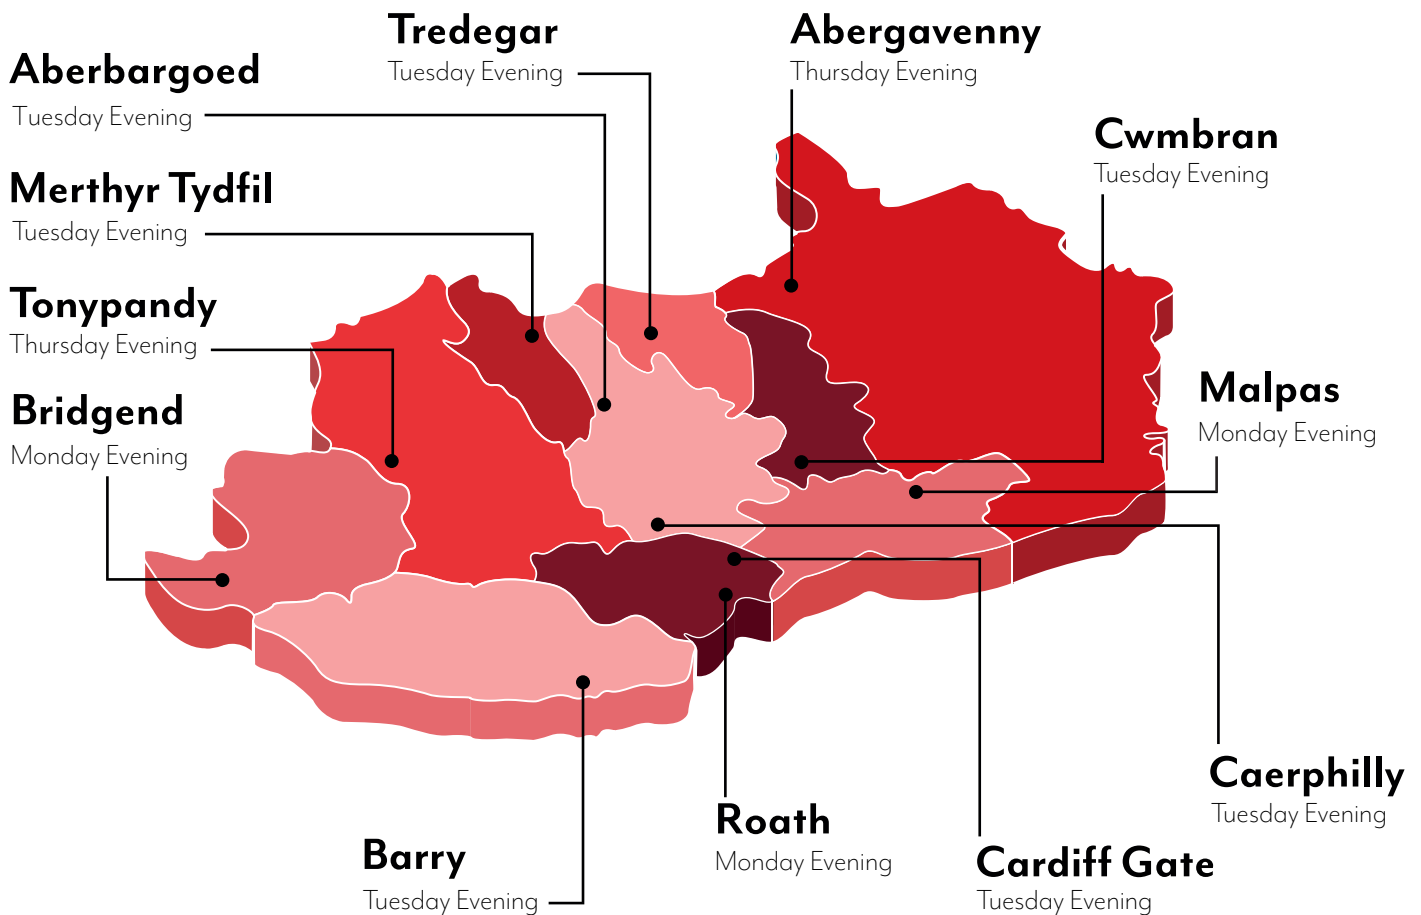 Tredegar
Tuesday Evening
Abergavenny
Thursday Evening
Aberbargoed
Tuesday Evening
Cwmbran
Tuesday Evening
Merthyr Tydfil
Tuesday Evening
Tonypandy
Thursday Evening
Malpas
Monday Evening
Bridgend
Monday Evening
Caerphilly
Tuesday Evening
Roath
Monday Evening
Barry
Tuesday Evening
Cardiff Gate
Tuesday Evening